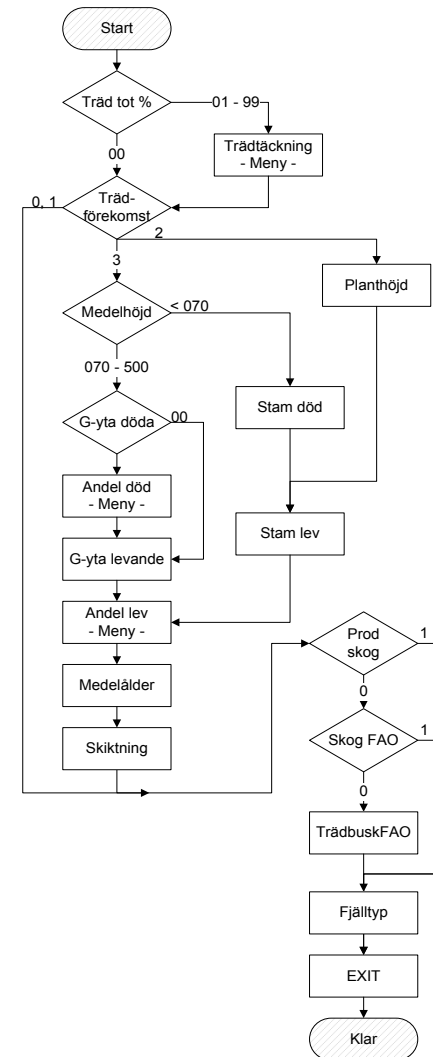 Start
Träd tot %
01 - 99
00
Trädtäckning
- Meny -
0, 1
Träd-
förekomst
2
3
Planthöjd
Medelhöjd
< 070
070 - 500
Stam död
G-yta döda
00
Andel död
- Meny -
Stam lev
G-yta levande
Andel lev
- Meny -
Prod
skog
1
0
Medelålder
Skog FAO
1
Skiktning
0
TrädbuskFAO
Fjälltyp
EXIT
Klar